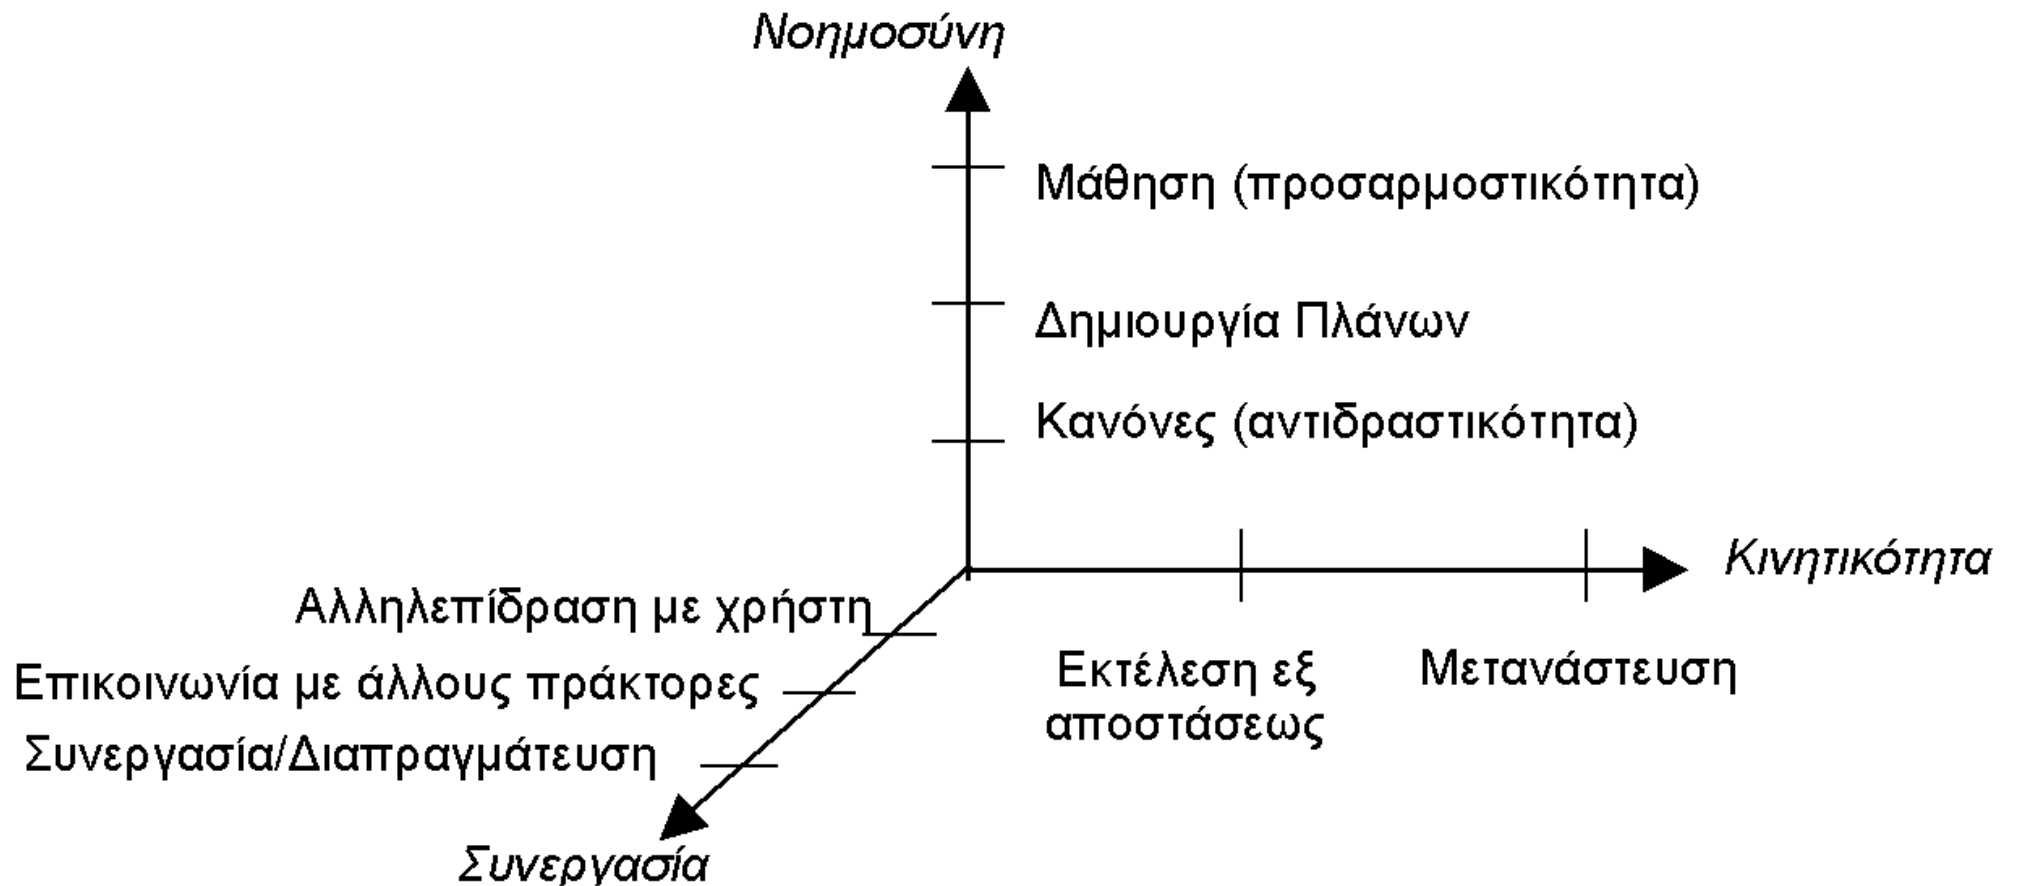 Νοημοσύνη
Μάθηση (προσαρμοστικότητα)
Δημιουργία Πλάνων
Κανόνες (αντιδραστικότητα)
Κινητικότητα
Αλληλεπίδραση με χρήστη
Επικοινωνία με άλλους πράκτορες
Συνεργασία/Διαπραγμάτευση
Συνεργασία
Εκτέλεση εξ
αποστάσεως
Μετανάστευση